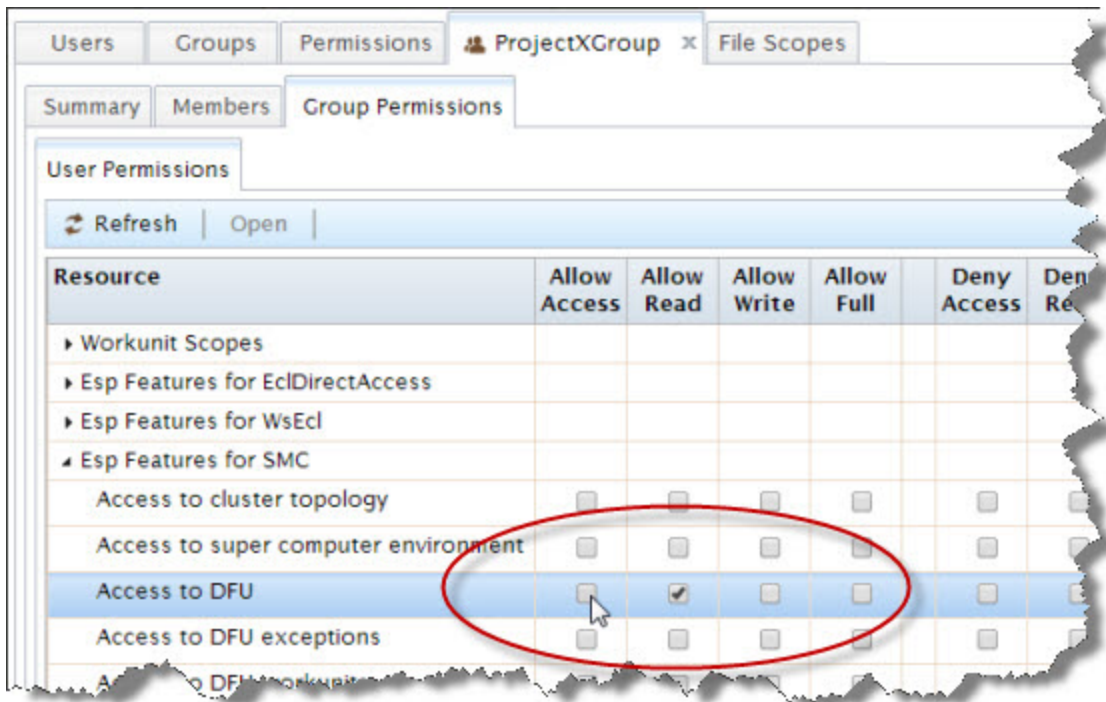 Users Groups Permissions ProjectXGroup x File Scopes
Summary Members Group Permissions
User Permissions
Refresh Open
Resource Allow Access Allow Read Allow Write Allow Full Deny Access
Workunit Scopes
Esp Features for EclDirectAccess
Esp Features for WsEcl
Esp Features for SMC
Access to cluster topology
Access to super computer environment
Access to DFU
Access to DFU exceptions